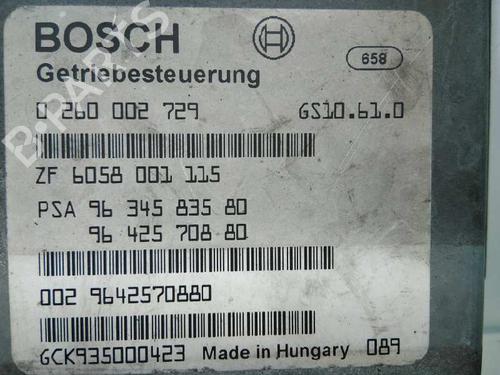 BOSCH
658
Getriebesteuerung
0 260 002 729 GS10.61.0
ZF 6058 001 115
PSA 96 345 835 80
96 425 708 80
002 9642570880
GCK935000423 Made in Hungary 089
B-PARTS